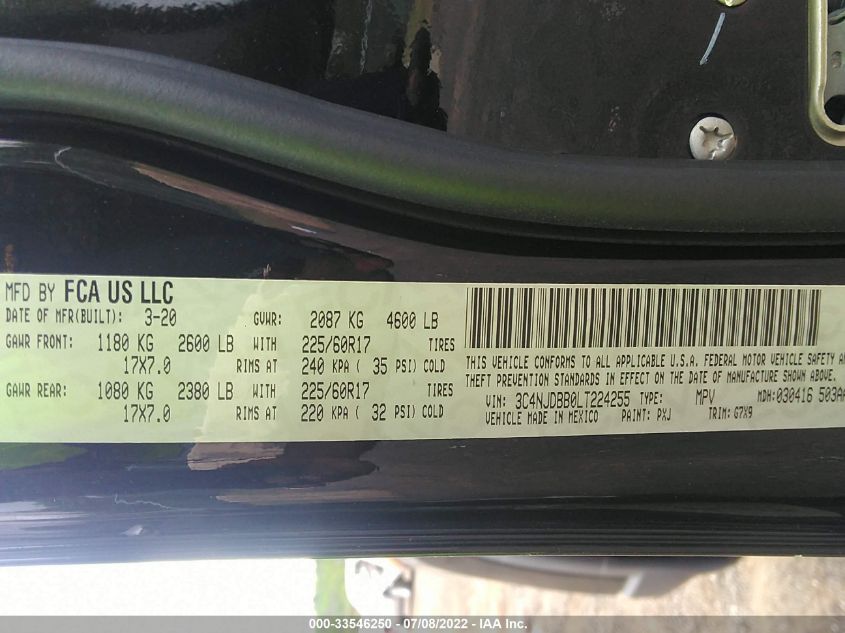 MFD BY FCA US LLC
DATE OF MFR(BUILT): 3-20 GVWR: 2087 KG 4600 LB
GAWR FRONT: 1180 KG 2600 LB WITH 225/60R17 TIRES
17X7.0 RIMS AT 240 KPA ( 35 PSI) COLD
GAWR REAR: 1080 KG 2380 LB WITH 225/60R17 TIRES
17X7.0 RIMS AT 220 KPA ( 32 PSI) COLD
THIS VEHICLE CONFORMS TO ALL APPLICABLE U.S.A. FEDERAL MOTOR VEHICLE SAFETY
THEFT PREVENTION STANDARDS IN EFFECT ON THE DATE OF MANUFACTURE SHOWN ABOVE.
VIN: 3C4NJDBB0LT224255 TYPE: MPV MDH: 030416 503AA
VEHICLE MADE IN MEXICO PAINT: PXJ TRIM: G7X9
000-33546250 - 07/08/2022 - IAA Inc.